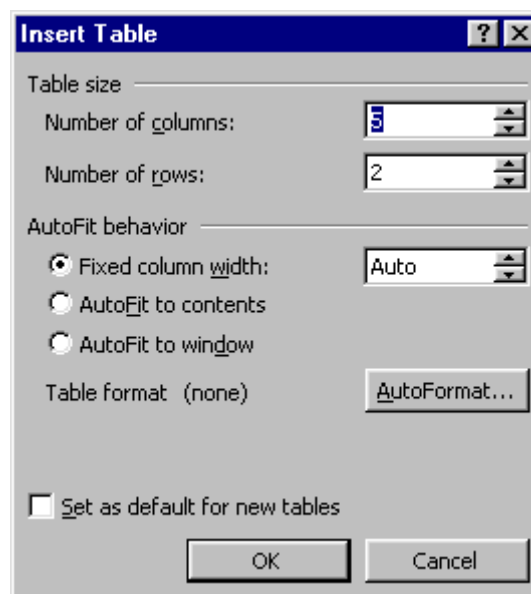 Insert Table ? X
Table size
Number of columns: 5
Number of rows: 2
AutoFit behavior
Fixed column width: Auto
AutoFit to contents
AutoFit to window
Table format (none) AutoFormat...
Set as default for new tables
OK Cancel